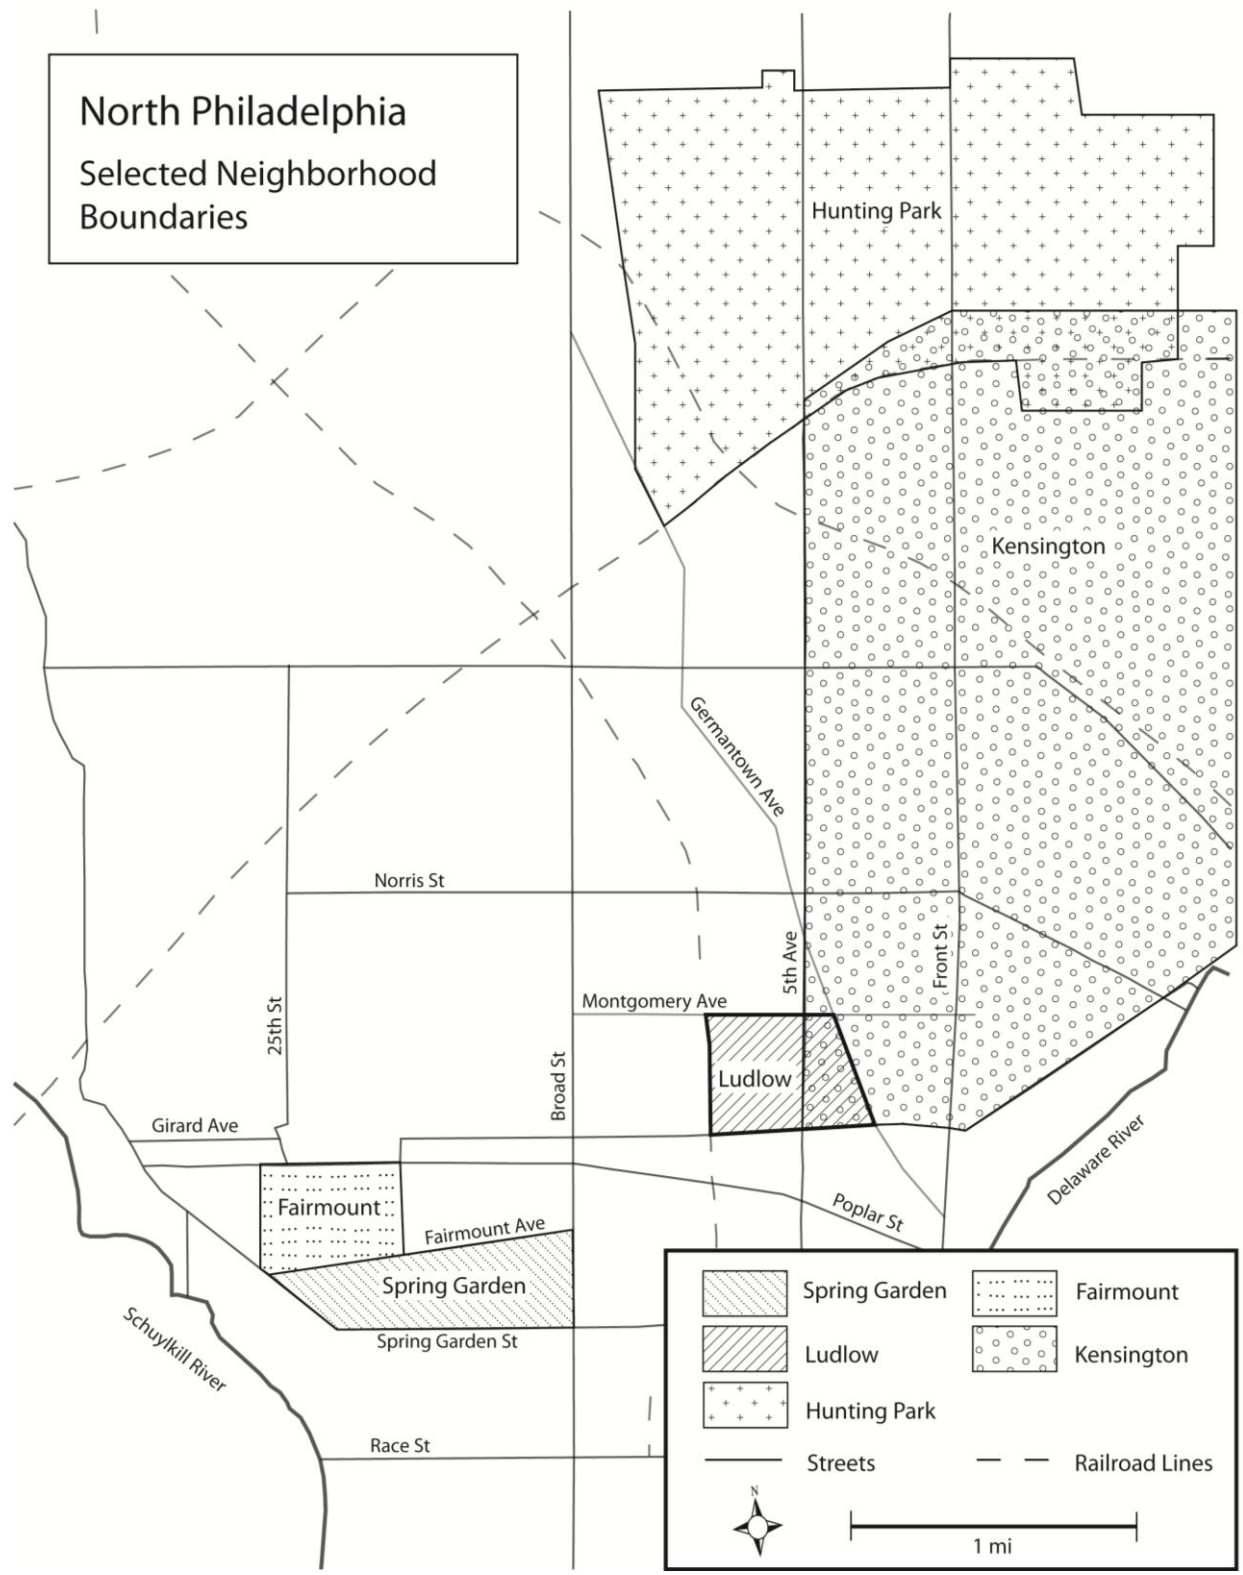 North Philadelphia
Selected Neighborhood
Boundaries
Hunting Park
Kensington
Germantown Ave
Norris St
5th Ave
Front St
25th St
Montgomery Ave
Broad St
Ludlow
Girard Ave
Delaware River
Fairmount
Poplar St
Fairmount Ave
Spring Garden
Schuylkill River
Spring Garden St
Race St
Spring Garden
Fairmount
Ludlow
Kensington
Hunting Park
Streets
Railroad Lines
N
1 mi